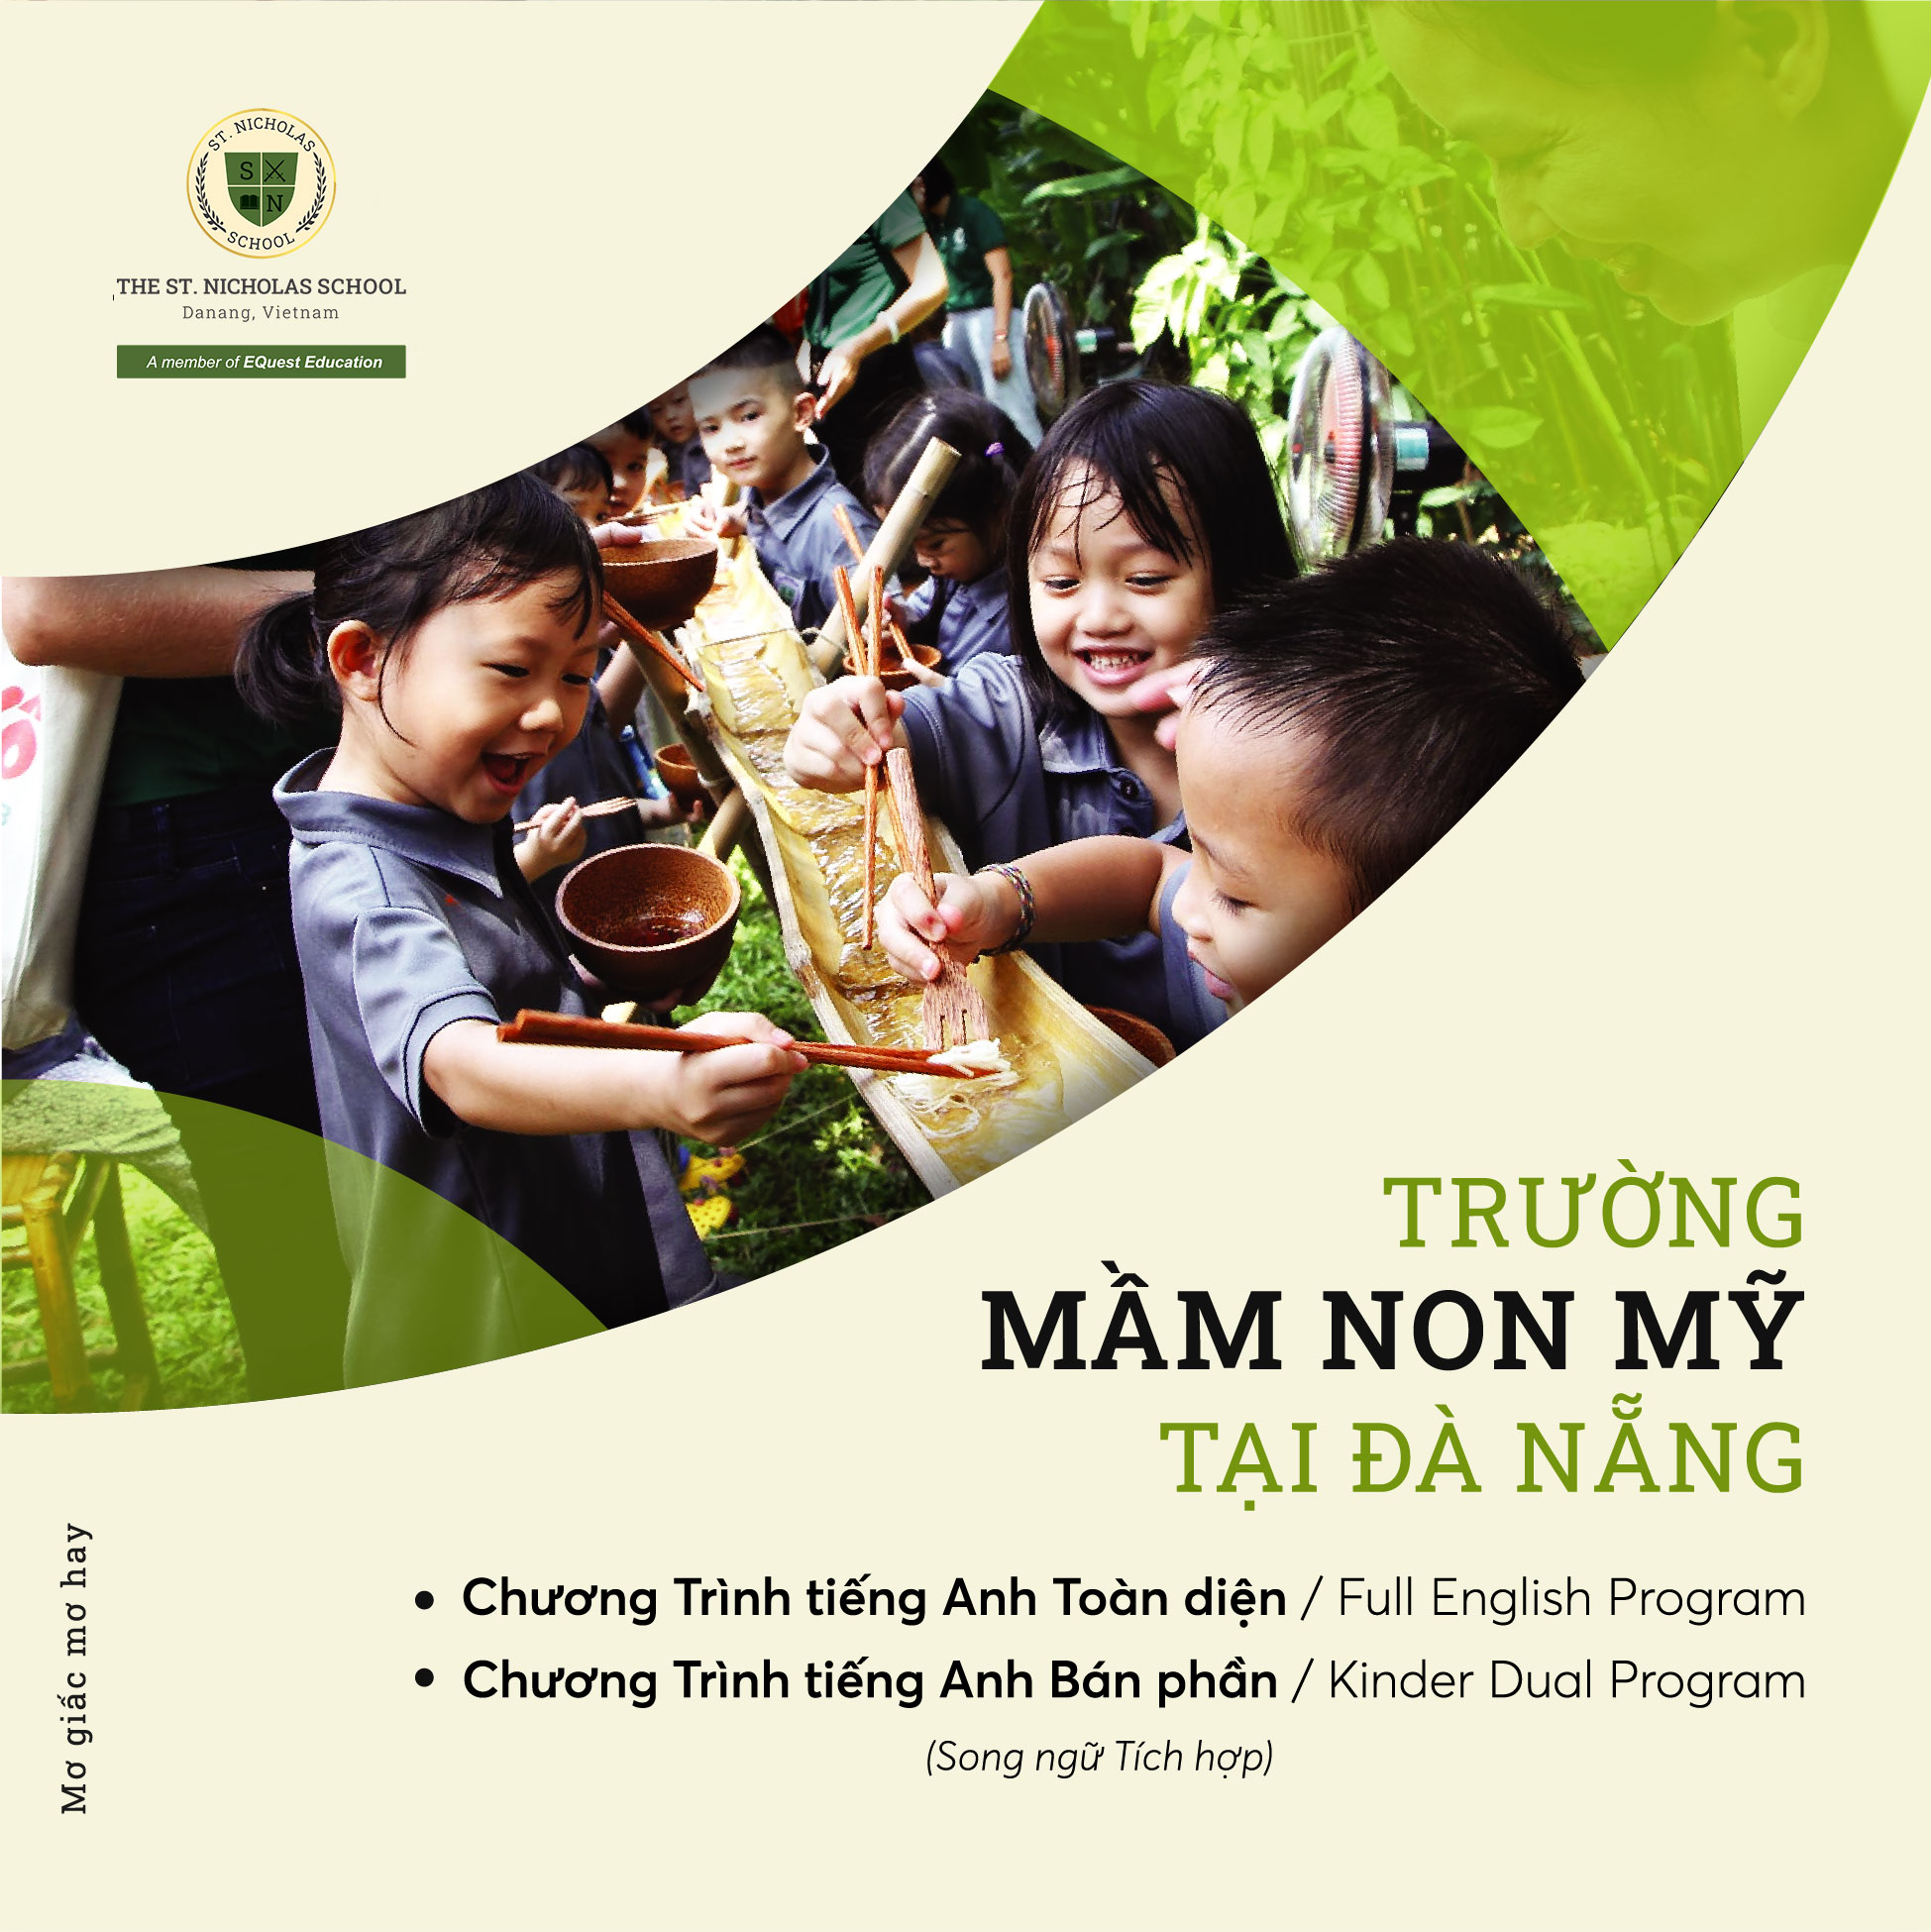 ST. NICHOLAS
S
N
SCHOOL
THE ST. NICHOLAS SCHOOL
Danang, Vietnam
A member of EQuest Education
TRƯỜNG
MẦM NON MỸ
TẠI ĐÀ NẴNG
• Chương Trình tiếng Anh Toàn diện / Full English Program
• Chương Trình tiếng Anh Bán phần / Kinder Dual Program
(Song ngữ Tích hợp)
Mơ giấc mơ hay